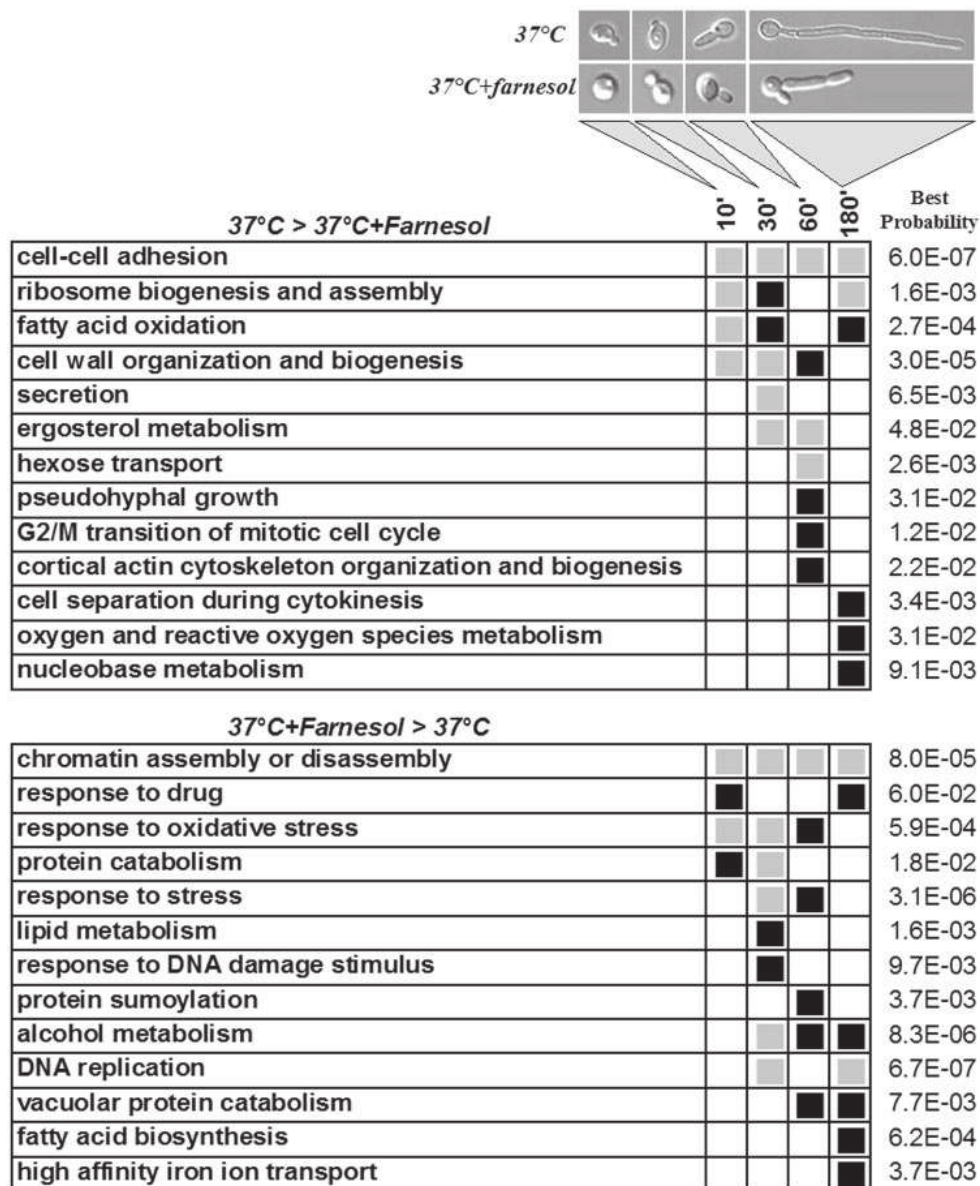 37°C
37°C+farnesol
37°C > 37°C+Farnesol 10' 30' 60' 180' Best Probability
cell-cell adhesion 6.0E-07
ribosome biogenesis and assembly 1.6E-03
fatty acid oxidation 2.7E-04
cell wall organization and biogenesis 3.0E-05
secretion 6.5E-03
ergosterol metabolism 4.8E-02
hexose transport 2.6E-03
pseudohyphal growth 3.1E-02
G2/M transition of mitotic cell cycle 1.2E-02
cortical actin cytoskeleton organization and biogenesis 2.2E-02
cell separation during cytokinesis 3.4E-03
oxygen and reactive oxygen species metabolism 3.1E-02
nucleobase metabolism 9.1E-03
37°C+Farnesol > 37°C
chromatin assembly or disassembly 8.0E-05
response to drug 6.0E-02
response to oxidative stress 5.9E-04
protein catabolism 1.8E-02
response to stress 3.1E-06
lipid metabolism 1.6E-03
response to DNA damage stimulus 9.7E-03
protein sumoylation 3.7E-03
alcohol metabolism 8.3E-06
DNA replication 6.7E-07
vacuolar protein catabolism 7.7E-03
fatty acid biosynthesis 6.2E-04
high affinity iron ion transport 3.7E-03